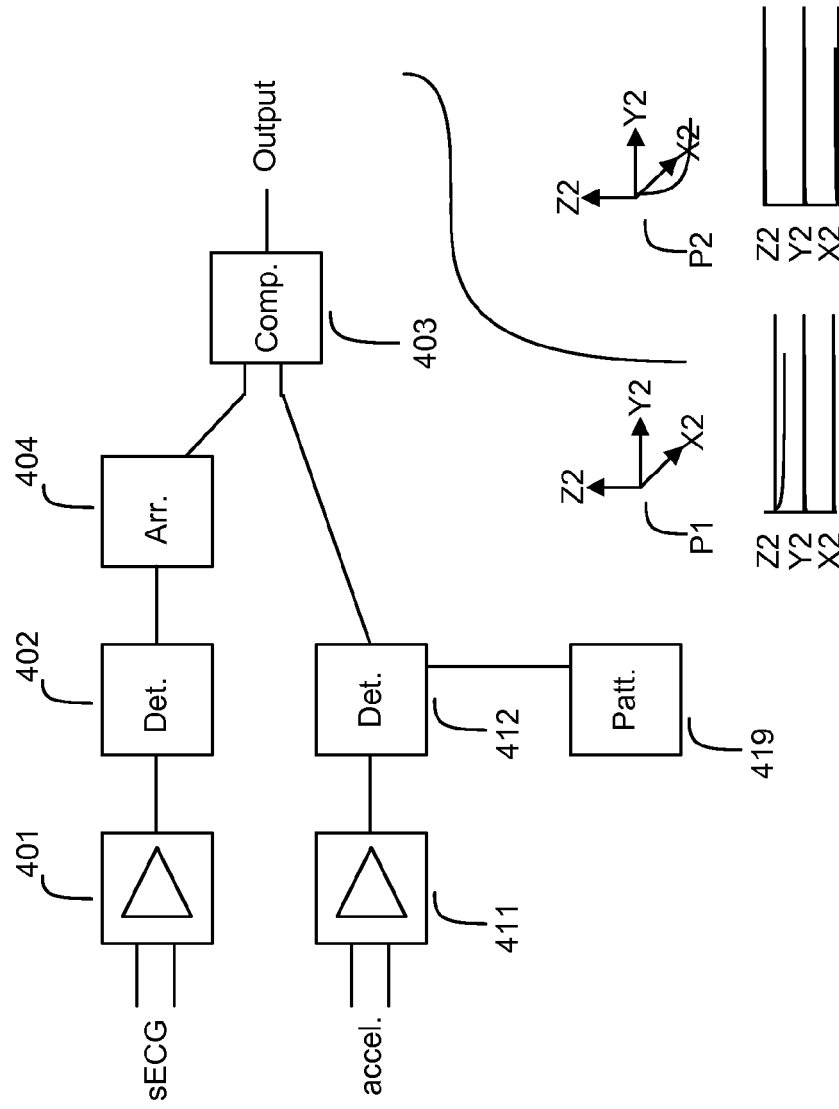 401
402
404
sECG
Det.
Arr.
Comp.
Output
403
accel.
Det.
411
412
Patt.
419
Z2
Y2
X2
P1
Z2
Y2
X2
P2
Z2
Y2
X2
Z2
Y2
X2